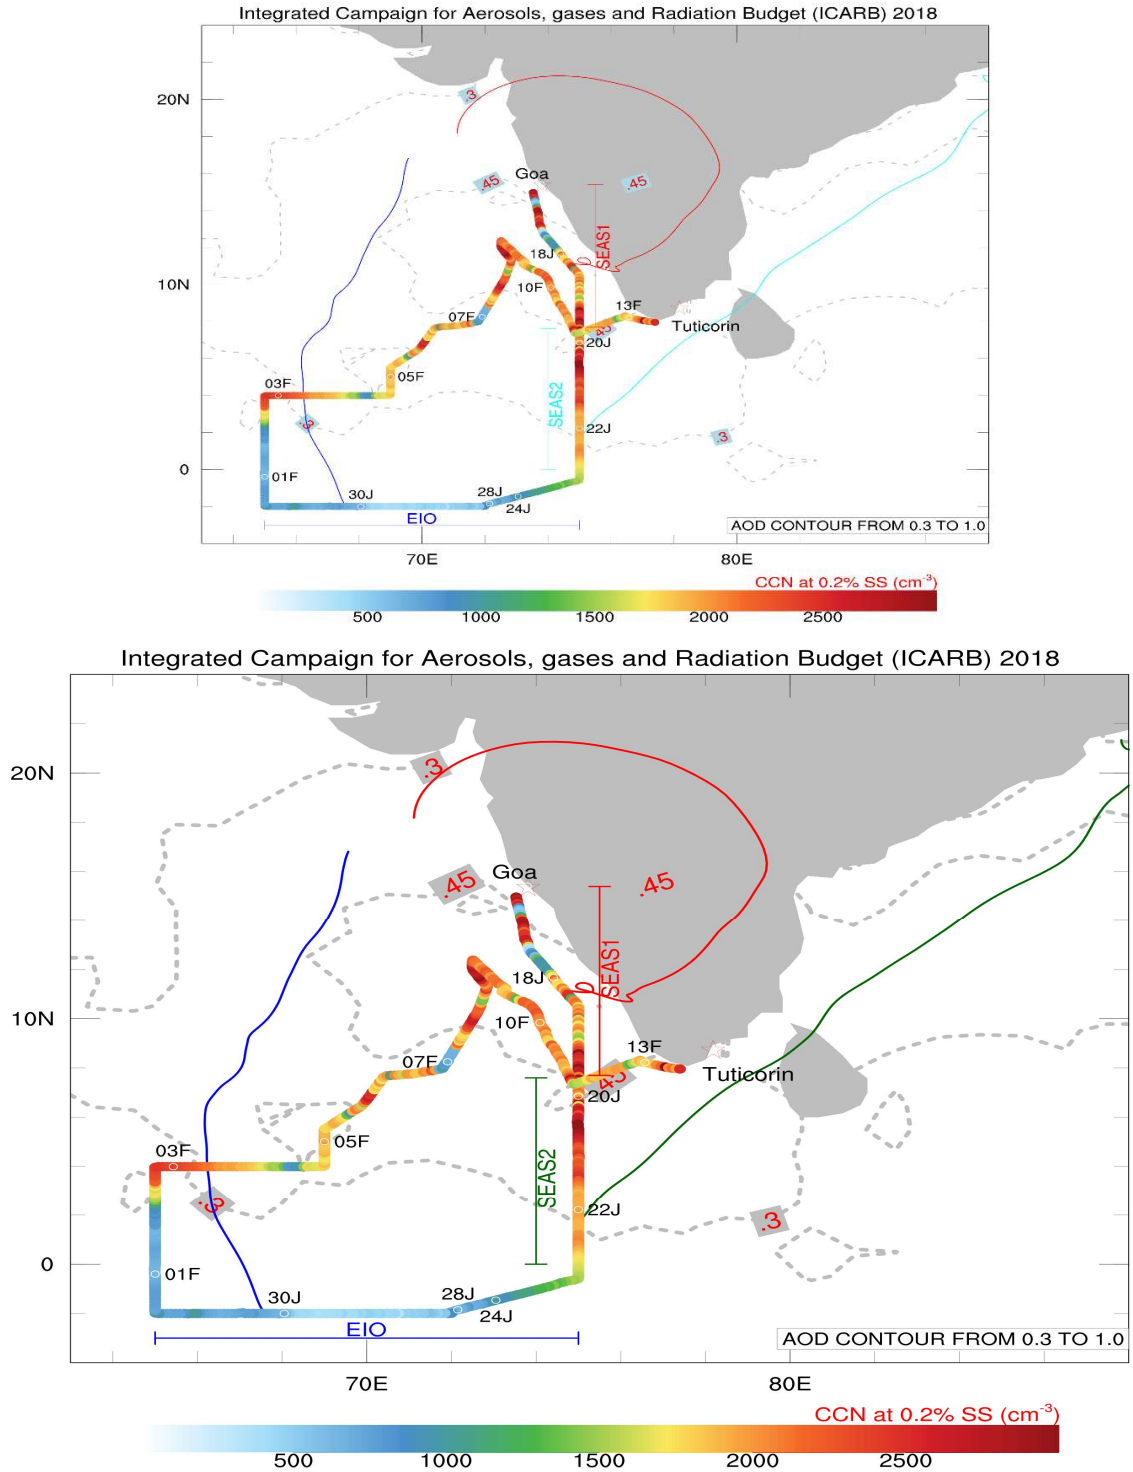 Integrated Campaign for Aerosols, gases and Radiation Budget (ICARB) 2018
20N
.3
.45
Goa
.45
SEAS1
18J
10N
10F
13F
07F
.45
Tuticorin
20J
03F
05F
SEAS2
.3
22J
.3
0
01F
30J
28J
24J
EIO
AOD CONTOUR FROM 0.3 TO 1.0
70E
80E
CCN at 0.2% SS (cm-3)
500 1000 1500 2000 2500
Integrated Campaign for Aerosols, gases and Radiation Budget (ICARB) 2018
20N
.3
.45
Goa
.45
SEAS1
18J
10N
10F
13F
07F
.45
Tuticorin
20J
03F
05F
SEAS2
.3
22J
.3
0
01F
30J
28J
24J
EIO
AOD CONTOUR FROM 0.3 TO 1.0
70E
80E
CCN at 0.2% SS (cm-3)
500 1000 1500 2000 2500